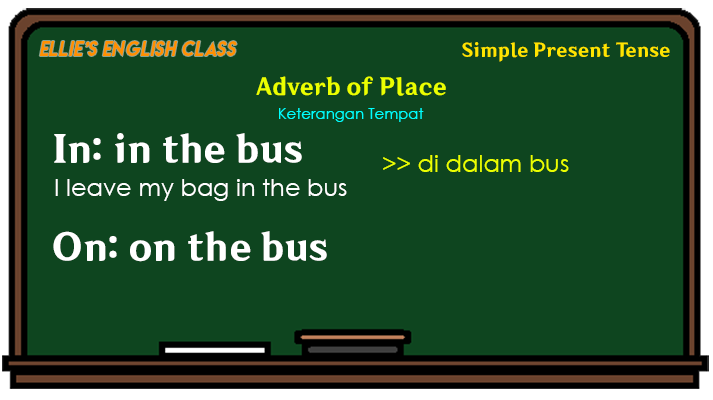 ELLIE'S ENGLISH CLASS
Simple Present Tense
Adverb of Place
Keterangan Tempat
In: in the bus
>> di dalam bus
I leave my bag in the bus
On: on the bus